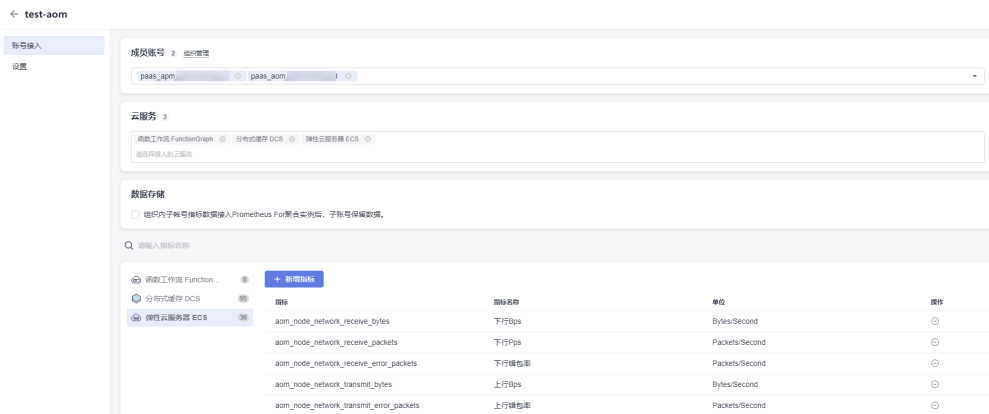 ← test-aom
账号接入
设置
成员账号 2 组织管理
paas_apm paas_aom_ l
云服务 3
函数工作流 FunctionGraph 分布式缓存 DCS 弹性云服务器 ECS
请选择接入的云服务
数据存储
组织内子帐号指标数据接入Prometheus For聚合实例后，子账号保留数据。
请输入指标名称
函数工作流 Function... 8
分布式缓存 DCS 95
弹性云服务器 ECS 36
+ 新增指标
指标 指标名称 单位 操作
aom_node_network_receive_bytes 下行Bps Bytes/Second
aom_node_network_receive_packets 下行Pps Packets/Second
aom_node_network_receive_error_packets 下行错包率 Packets/Second
aom_node_network_transmit_bytes 上行Bps Bytes/Second
aom_node_network_transmit_error_packets 上行错包率 Packets/Second